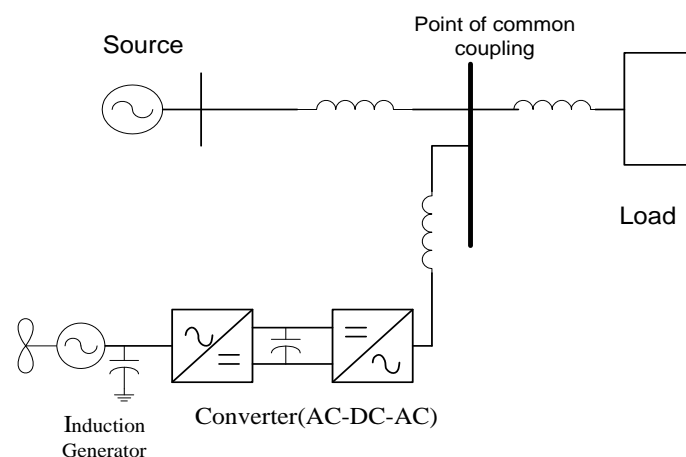 Source
Point of common
coupling
Load
Converter(AC-DC-AC)
Induction
Generator